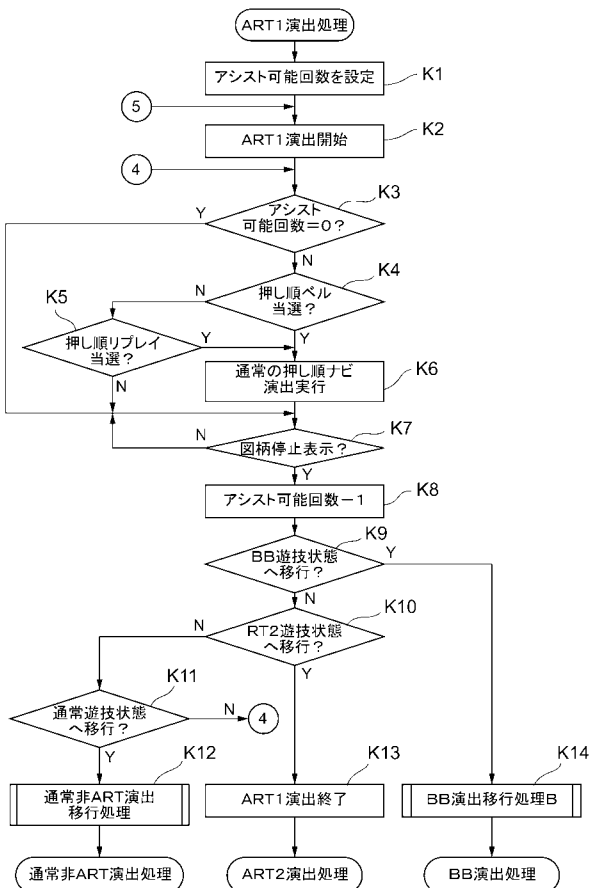 ART1演出処理
アシスト可能回数を設定
K1
5
ART1演出開始
K2
4
K3
Y
アシスト
可能回数=0?
N
K4
N
押し順ベル
当選?
Y
K5
押し順リプレイ
当選?
Y
N
通常の押し順ナビ
演出実行
K6
K7
N
図柄停止表示?
Y
アシスト可能回数-1
K8
K9
BB遊技状態
へ移行?
Y
N
K10
N
RT2遊技状態
へ移行?
Y
K11
通常遊技状態
へ移行?
N
4
Y
K12
通常非ART演出
移行処理
K13
ART1演出終了
K14
BB演出移行処理B
通常非ART演出処理
ART2演出処理
BB演出処理